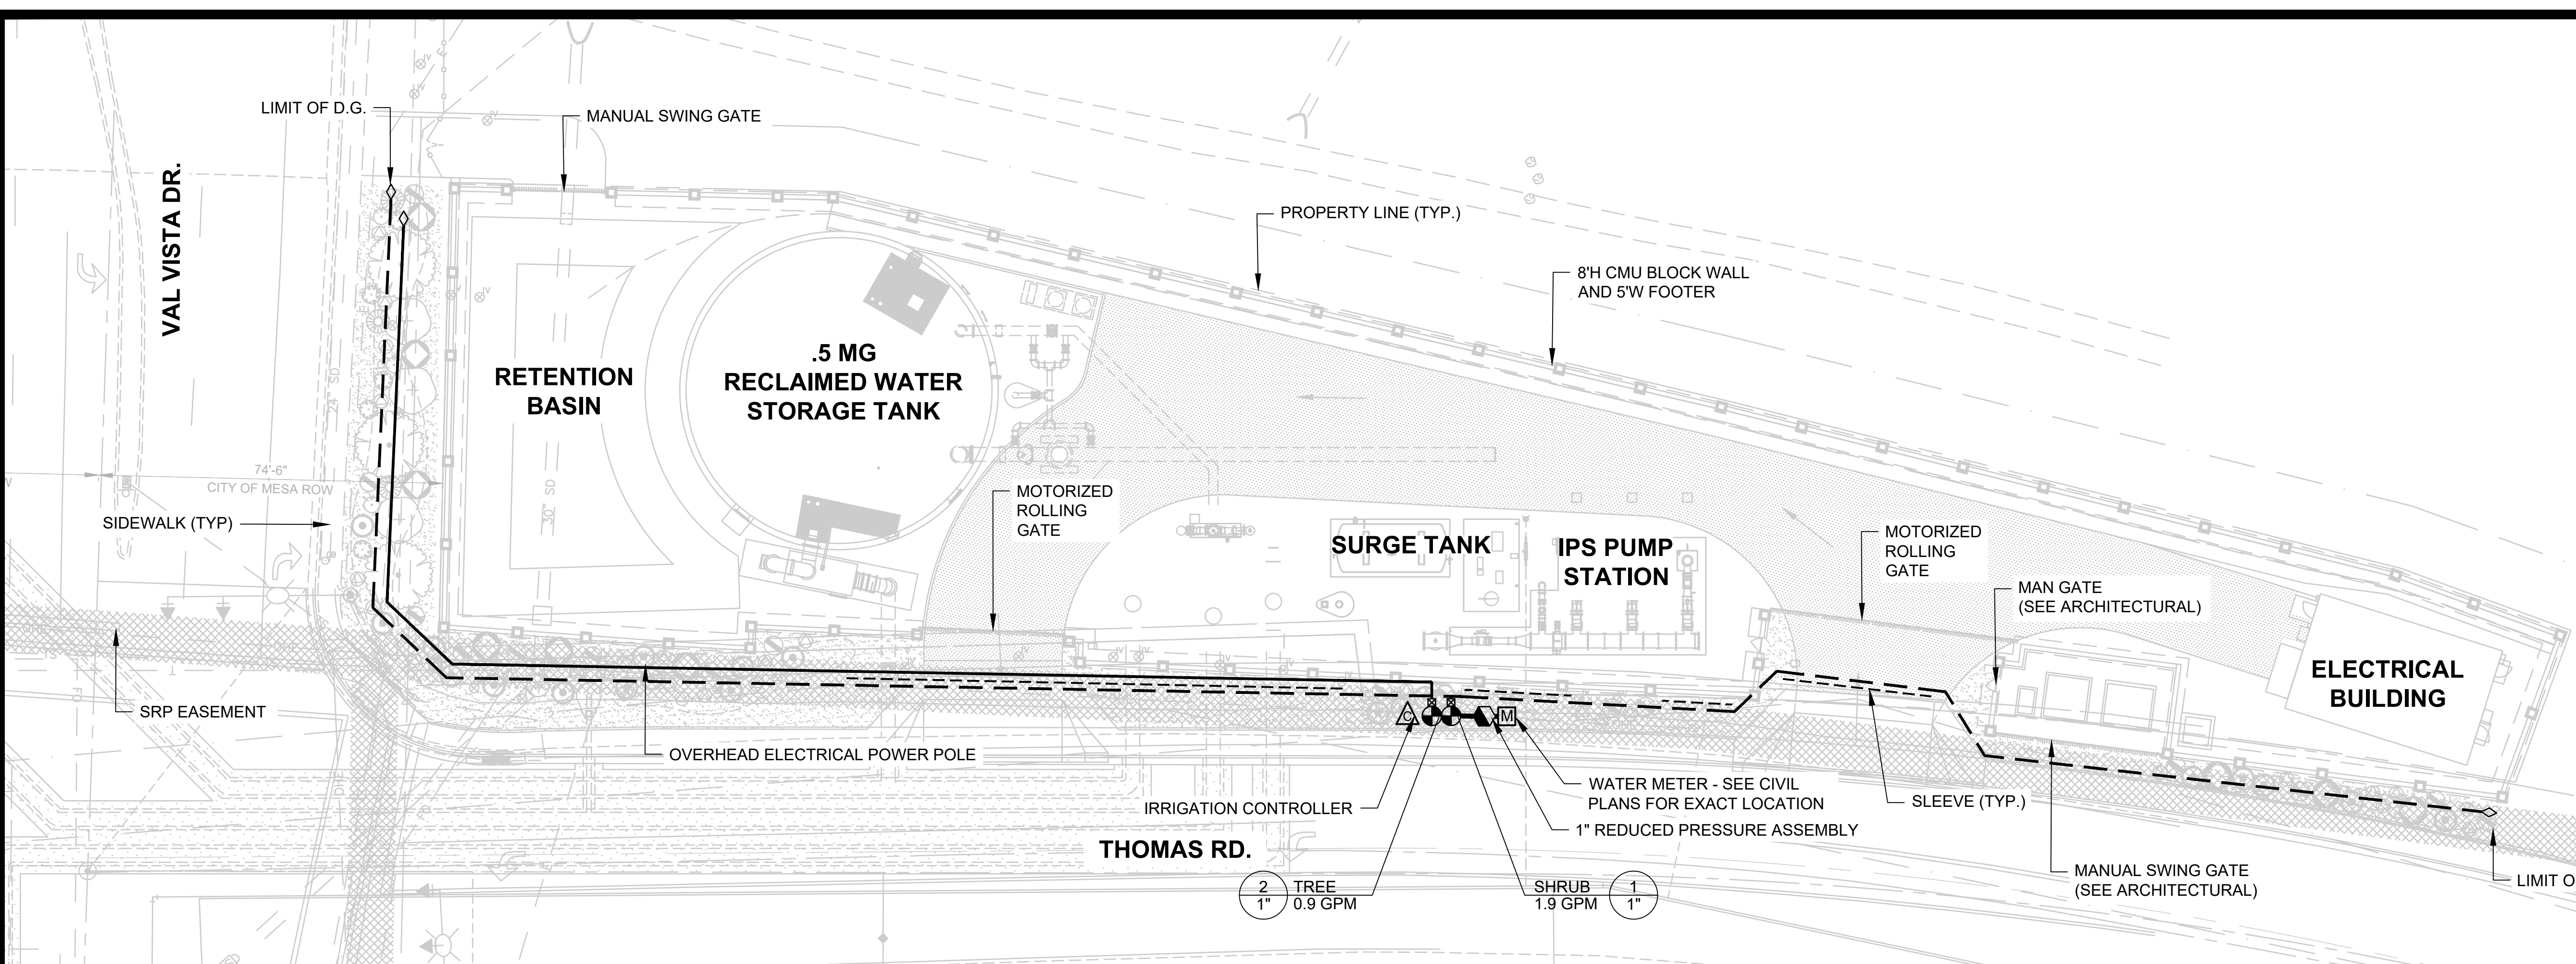 LIMIT OF D.G.
MANUAL SWING GATE
VAL VISTA DR.
PROPERTY LINE (TYP.)
8'H CMU BLOCK WALL
AND 5'W FOOTER
RETENTION
BASIN
.5 MG
RECLAIMED WATER
STORAGE TANK
24" SD
74'-6"
CITY OF MESA ROW
30" SD
SIDEWALK (TYP)
MOTORIZED
ROLLING
GATE
SURGE TANK
IPS PUMP
STATION
MOTORIZED
ROLLING
GATE
MAN GATE
(SEE ARCHITECTURAL)
ELECTRICAL
BUILDING
SRP EASEMENT
OVERHEAD ELECTRICAL POWER POLE
C
M
IRRIGATION CONTROLLER
WATER METER - SEE CIVIL
PLANS FOR EXACT LOCATION
1" REDUCED PRESSURE ASSEMBLY
SLEEVE (TYP.)
THOMAS RD.
2 TREE
1" 0.9 GPM
SHRUB 1
1.9 GPM 1"
MANUAL SWING GATE
(SEE ARCHITECTURAL)
LIMIT O